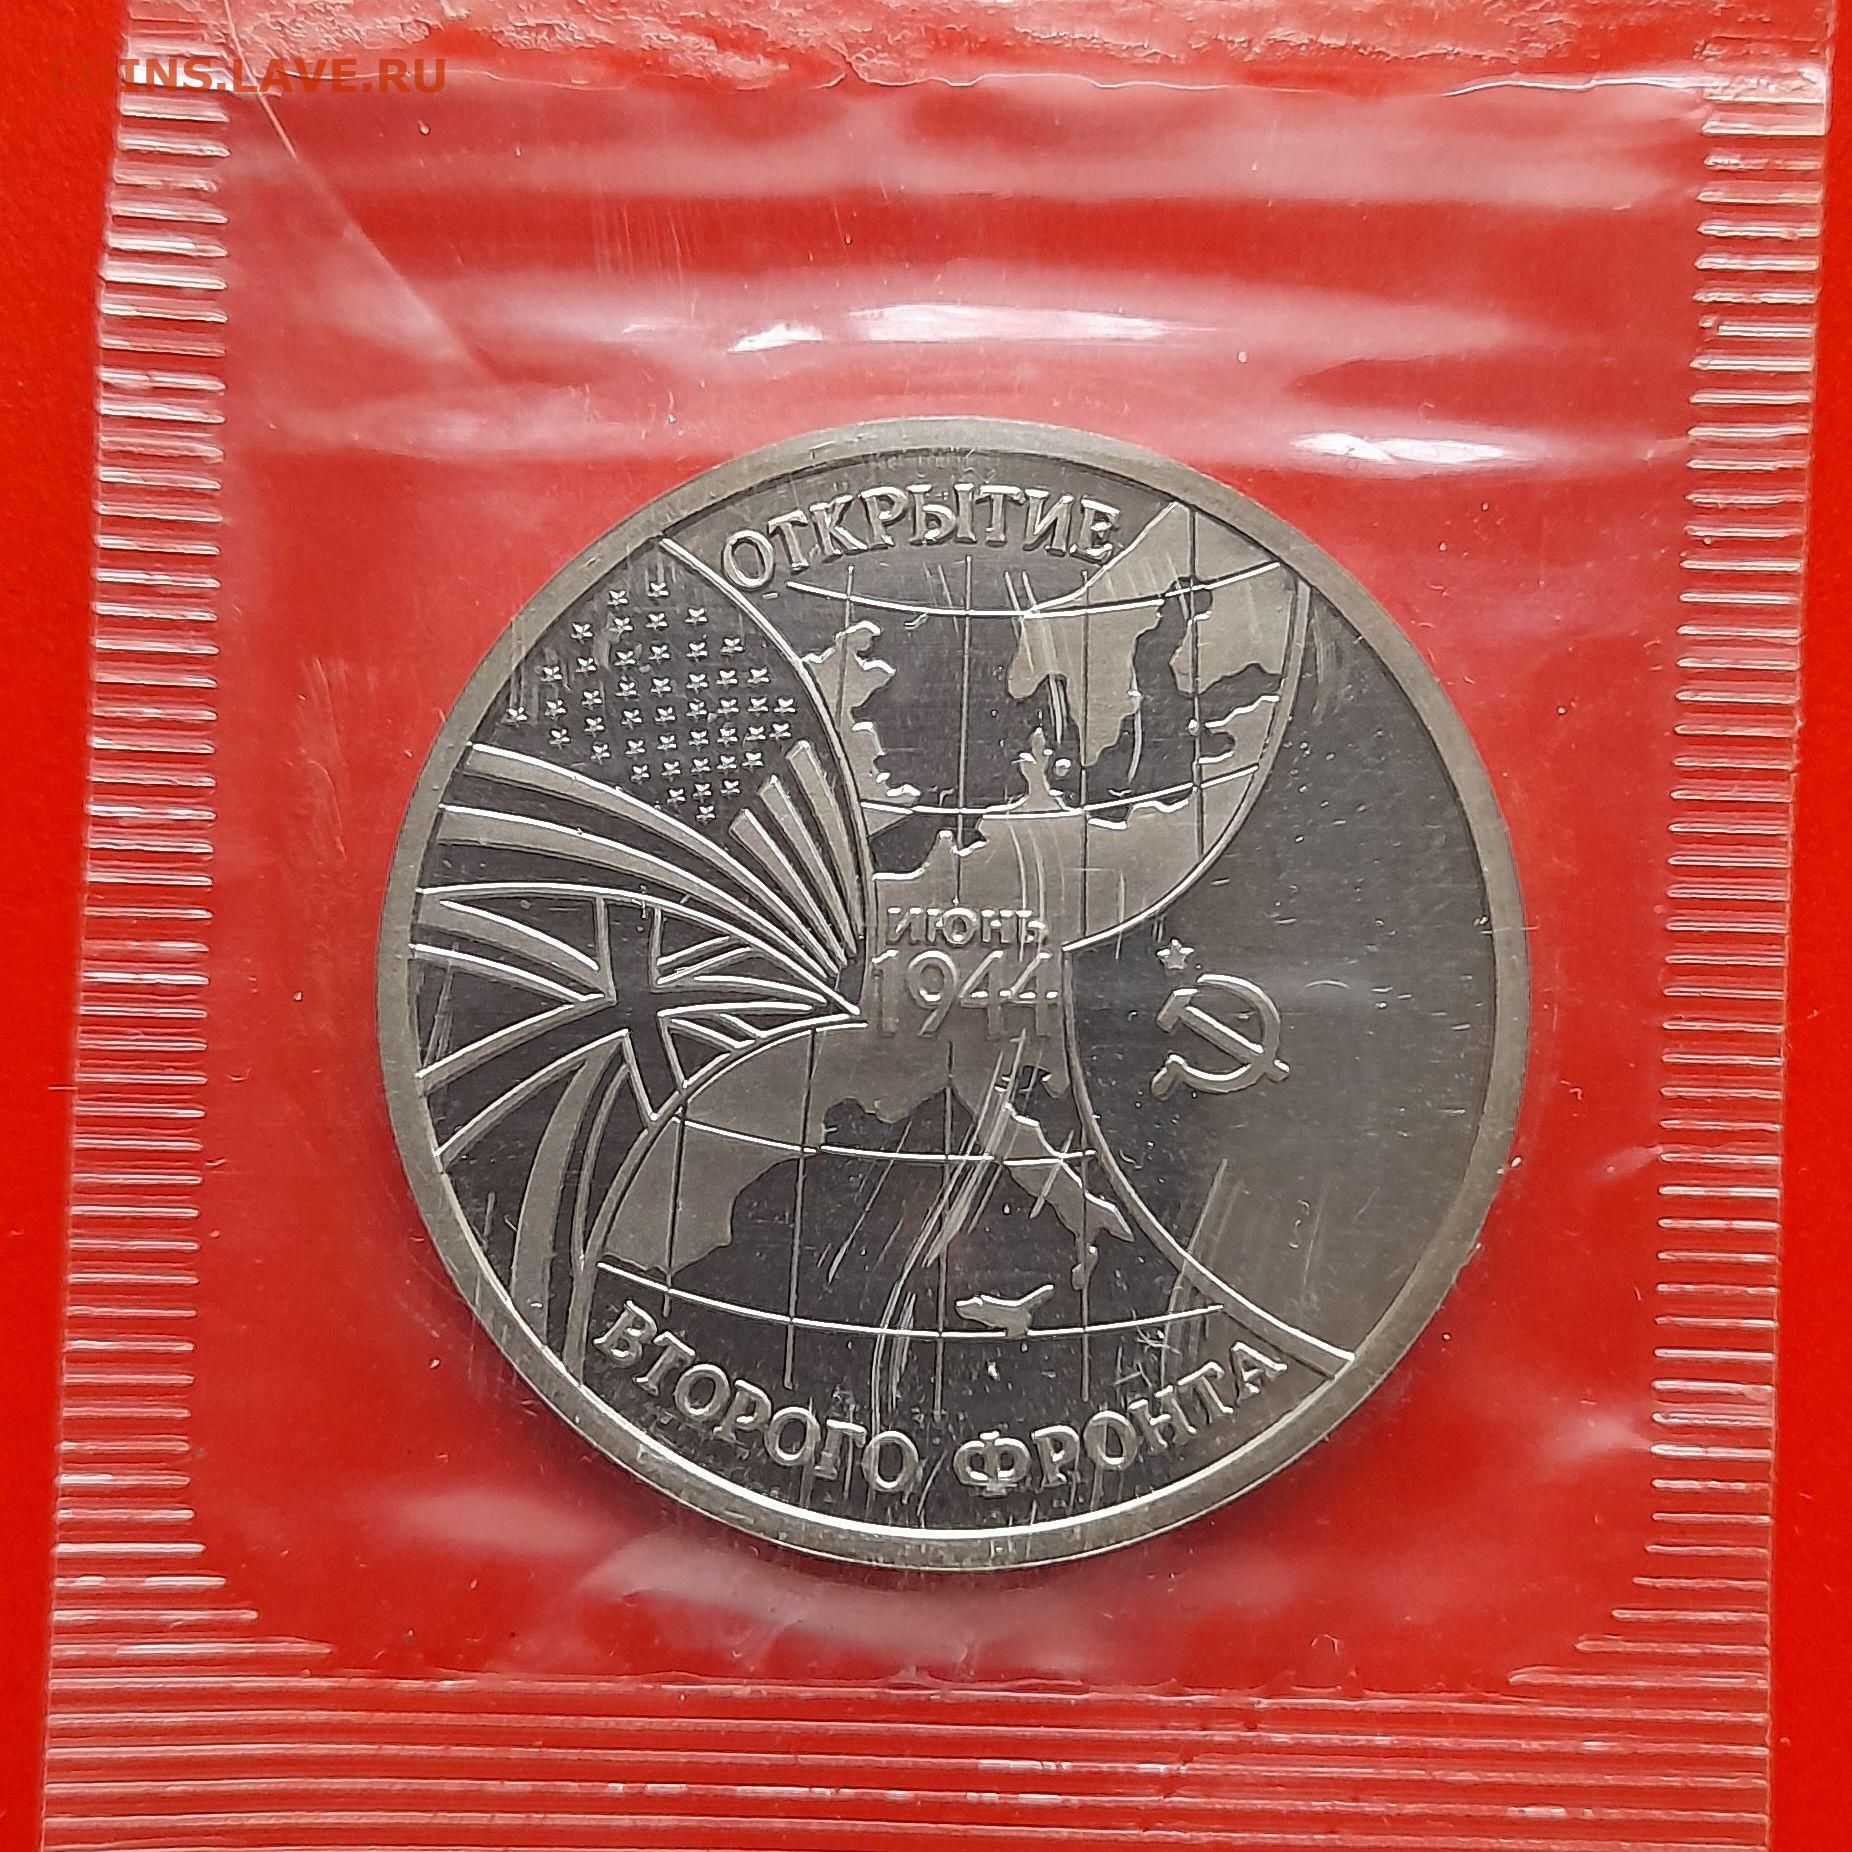 COINS.LAVE.RU
ОТКРЫТИЕ
ИЮНЬ
1944
ВТОРОГО ФРОНТА